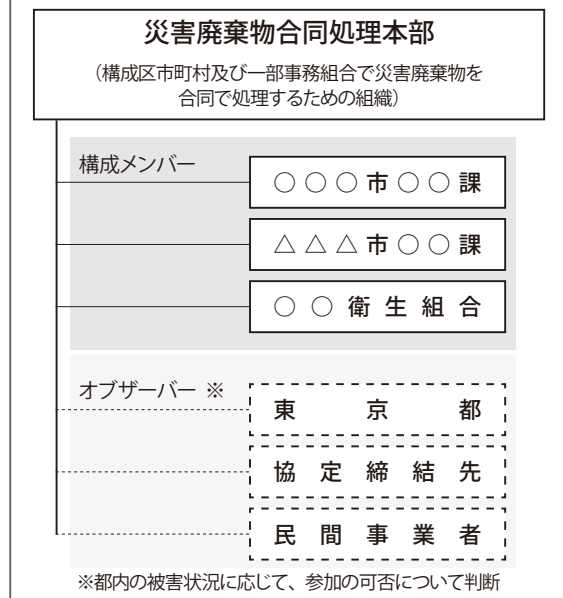 災害廃棄物合同処理本部
（構成区市町村及び一部事務組合で災害廃棄物を
合同で処理するための組織）
構成メンバー
○○○市○○課
△△△市○○課
○○衛生組合
オブザーバー ※
東京都
協定締結先
民間事業者
※都内の被害状況に応じて、参加の可否について判断